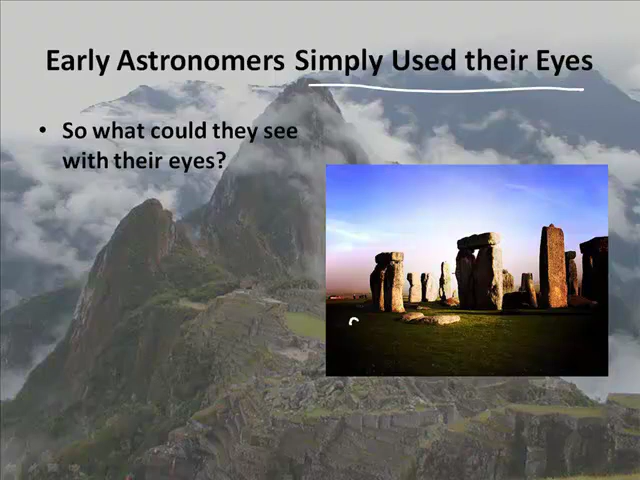 Early Astronomers Simply Used their Eyes
• So what could they see
with their eyes?